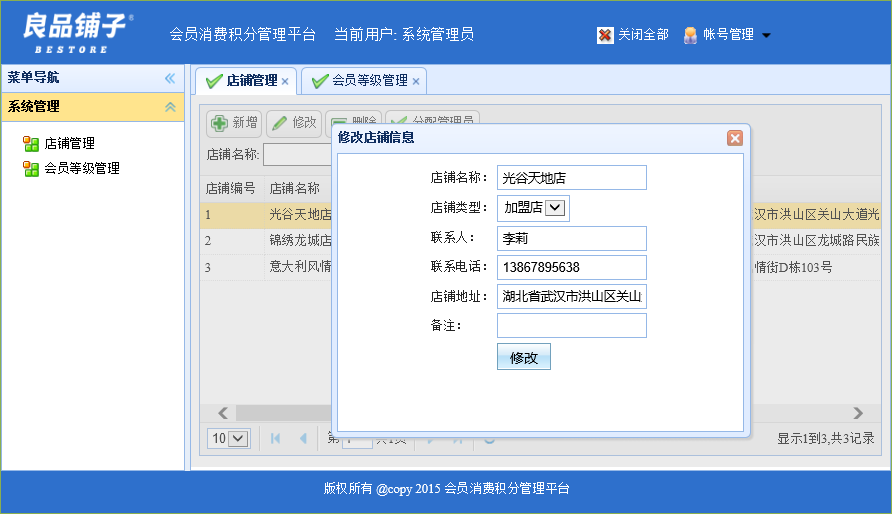 良品铺子®
BESTORE
会员消费积分管理平台 当前用户: 系统管理员
关闭全部 帐号管理
菜单导航
系统管理
店铺管理
会员等级管理
店铺管理 会员等级管理
新增 修改 删除 分配管理员
店铺名称:
店铺编号 店铺名称
1 光谷天地店 汉市洪山区关山大道光
2 锦绣龙城店 汉市洪山区龙城路民族
3 意大利风情 情街D栋103号
修改店铺信息
店铺名称: 光谷天地店
店铺类型: 加盟店
联系人: 李莉
联系电话: 13867895638
店铺地址: 湖北省武汉市洪山区关山
备注:
修改
10 第 共1页 显示1到3,共3记录
版权所有 @copy 2015 会员消费积分管理平台